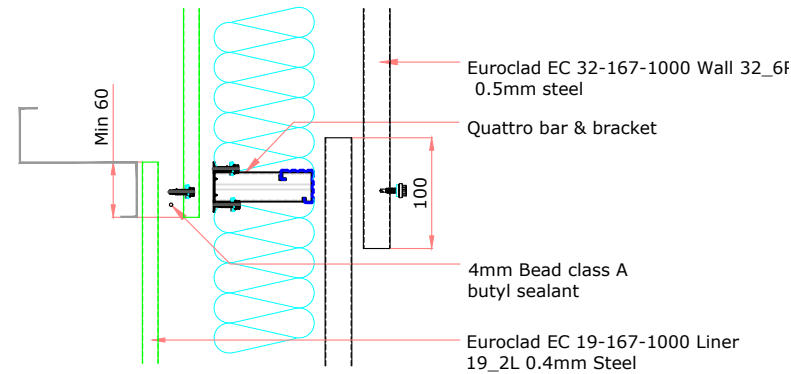 Euroclad EC 32-167-1000 Wall 32_6
0.5mm steel
Min 60
Quattro bar & bracket
100
4mm Bead class A
butyl sealant
Euroclad EC 19-167-1000 Liner
19_2L 0.4mm Steel